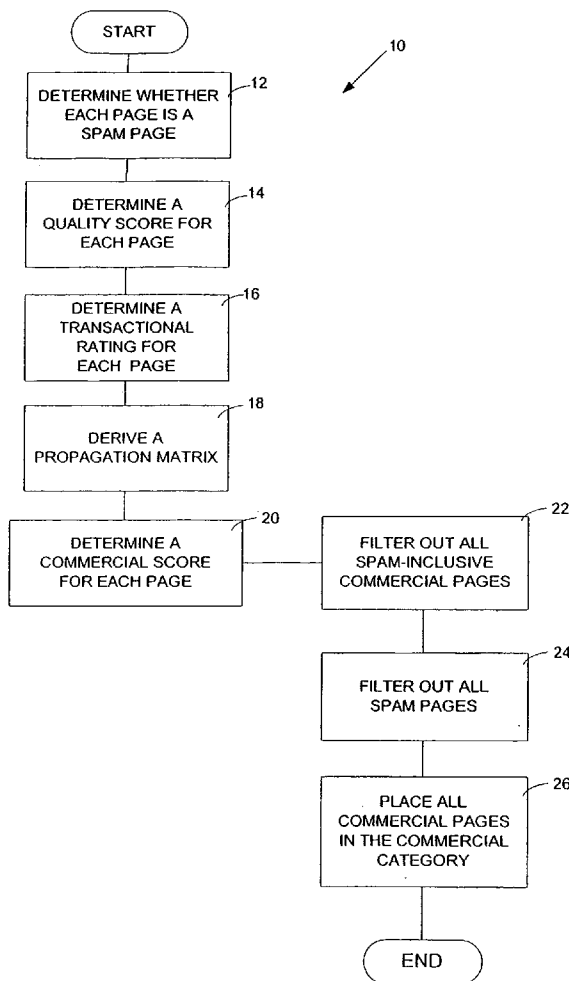 START
10
12
DETERMINE WHETHER
EACH PAGE IS A
SPAM PAGE
14
DETERMINE A
QUALITY SCORE FOR
EACH PAGE
16
DETERMINE A
TRANSACTIONAL
RATING FOR
EACH PAGE
18
DERIVE A
PROPAGATION MATRIX
20
DETERMINE A
COMMERCIAL SCORE
FOR EACH PAGE
22
FILTER OUT ALL
SPAM-INCLUSIVE
COMMERCIAL PAGES
24
FILTER OUT ALL
SPAM PAGES
26
PLACE ALL
COMMERCIAL PAGES
IN THE COMMERCIAL
CATEGORY
END